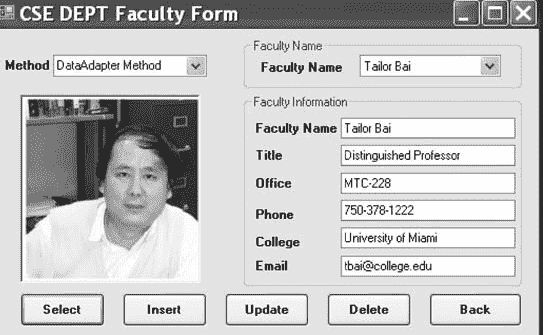 CSE DEPT Faculty Form
Faculty Name
Method DataAdapter Method
Faculty Name Tailor Bai
Faculty Information
Faculty Name Tailor Bai
Title Distinguished Professor
Office MTC-228
Phone 750-378-1222
College University of Miami
Email tbai@college.edu
Select Insert Update Delete Back